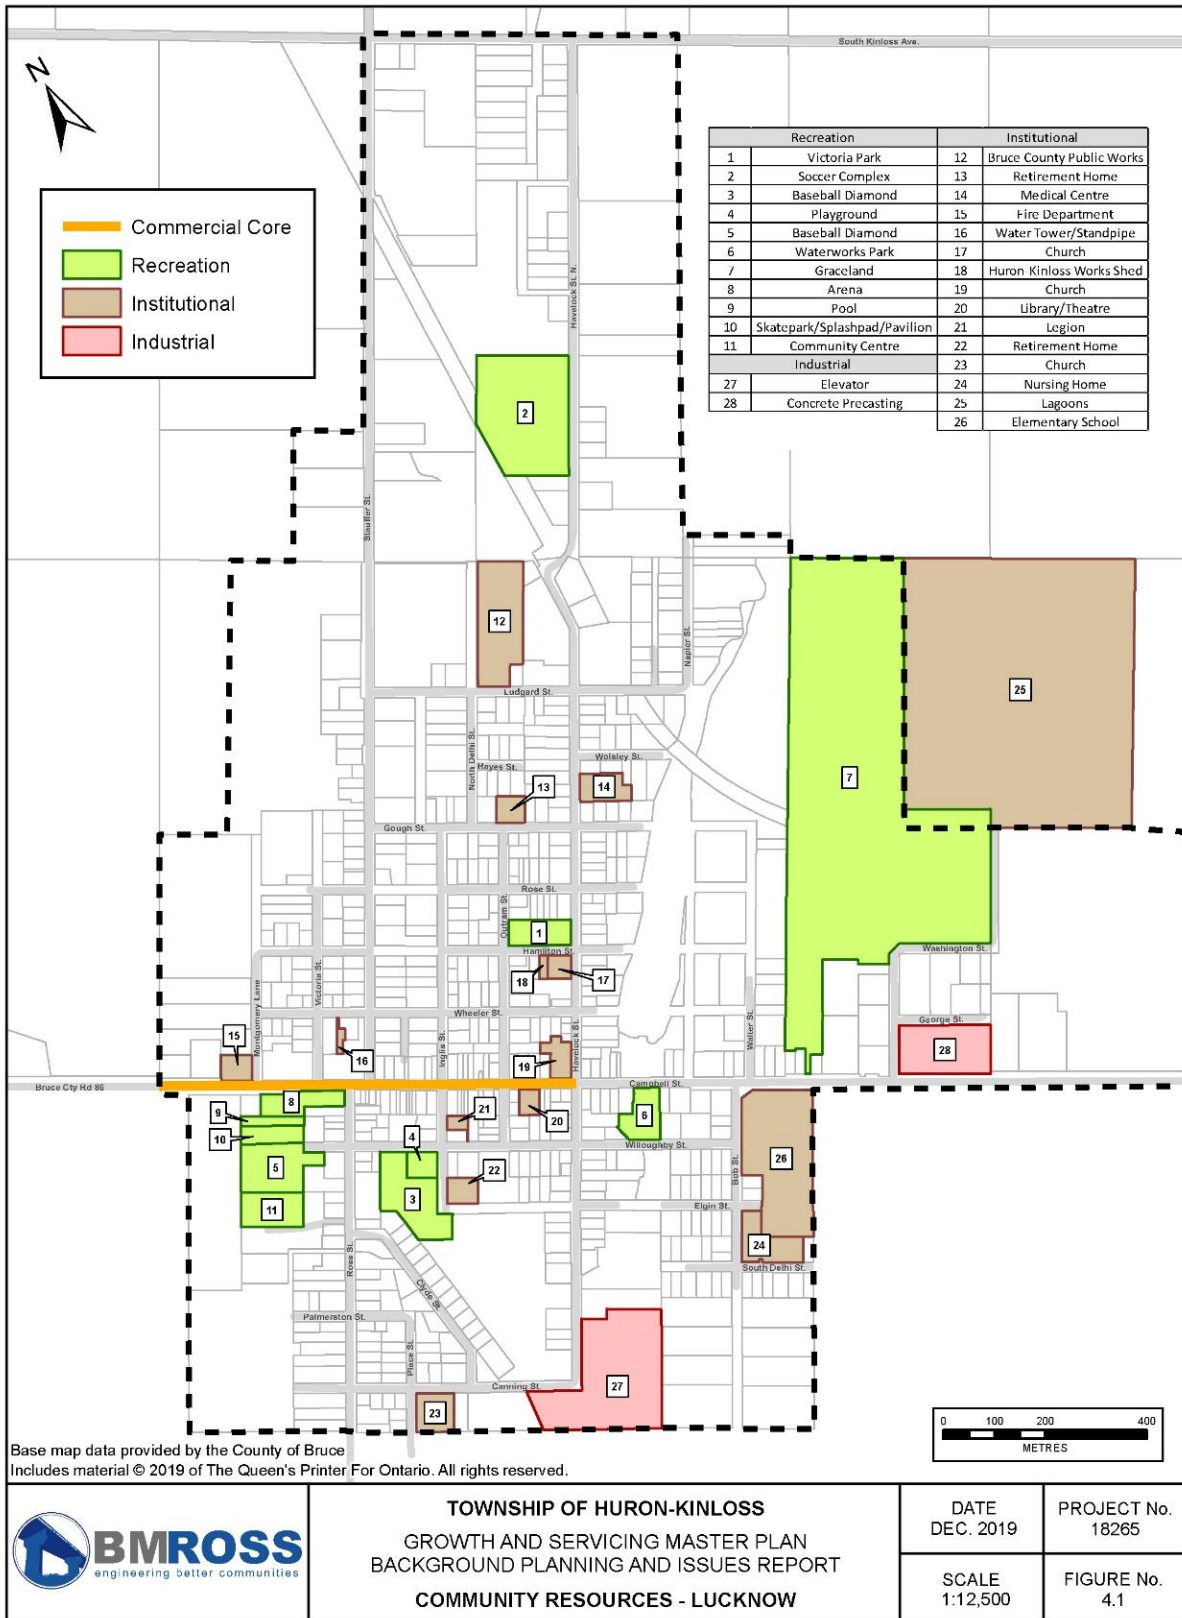 South Kinloss Ave.
N
Commercial Core
Recreation
Institutional
Industrial
Recreation Institutional
1 Victoria Park 12 Bruce County Public Works
2 Soccer Complex 13 Retirement Home
3 Baseball Diamond 14 Medical Centre
4 Playground 15 Fire Department
5 Baseball Diamond 16 Water Tower/Standpipe
6 Waterworks Park 17 Church
7 Graceland 18 Huron-Kinloss Works Shed
8 Arena 19 Church
9 Pool 20 Library/Theatre
10 Skatepark/Splashpad/Pavilion 21 Legion
11 Community Centre 22 Retirement Home
Industrial 23 Church
27 Elevator 24 Nursing Home
28 Concrete Precasting 25 Lagoons
26 Elementary School
Havelock St. N.
2
Stauffer St.
12
Napier St.
25
Ludgard St.
North Delhi St.
Wolsley St.
Hayes St.
13
14
7
Gough St.
Rose St.
Outram St.
1
Hamilton St.
Washington St.
18
17
Victoria St.
Montgomery Lane
Wheeler St.
Walter St.
George St.
15
16
Inglis St.
Havelock St.
19
28
Bruce Cty Rd 86
Campbell St.
8
9
10
21
20
6
4
Willoughby St.
5
22
Bob St.
26
3
11
Elgin St.
24
Ross St.
South Delhi St.
Clyde St.
Palmerston St.
Place St.
Canning St.
27
23
0 100 200 400
METRES
Base map data provided by the County of Bruce
Includes material © 2019 of The Queen's Printer For Ontario. All rights reserved.
BMROSS
engineering better communities
TOWNSHIP OF HURON-KINLOSS
GROWTH AND SERVICING MASTER PLAN
BACKGROUND PLANNING AND ISSUES REPORT
COMMUNITY RESOURCES - LUCKNOW
DATE
DEC. 2019
PROJECT No.
18265
SCALE
1:12,500
FIGURE No.
4.1